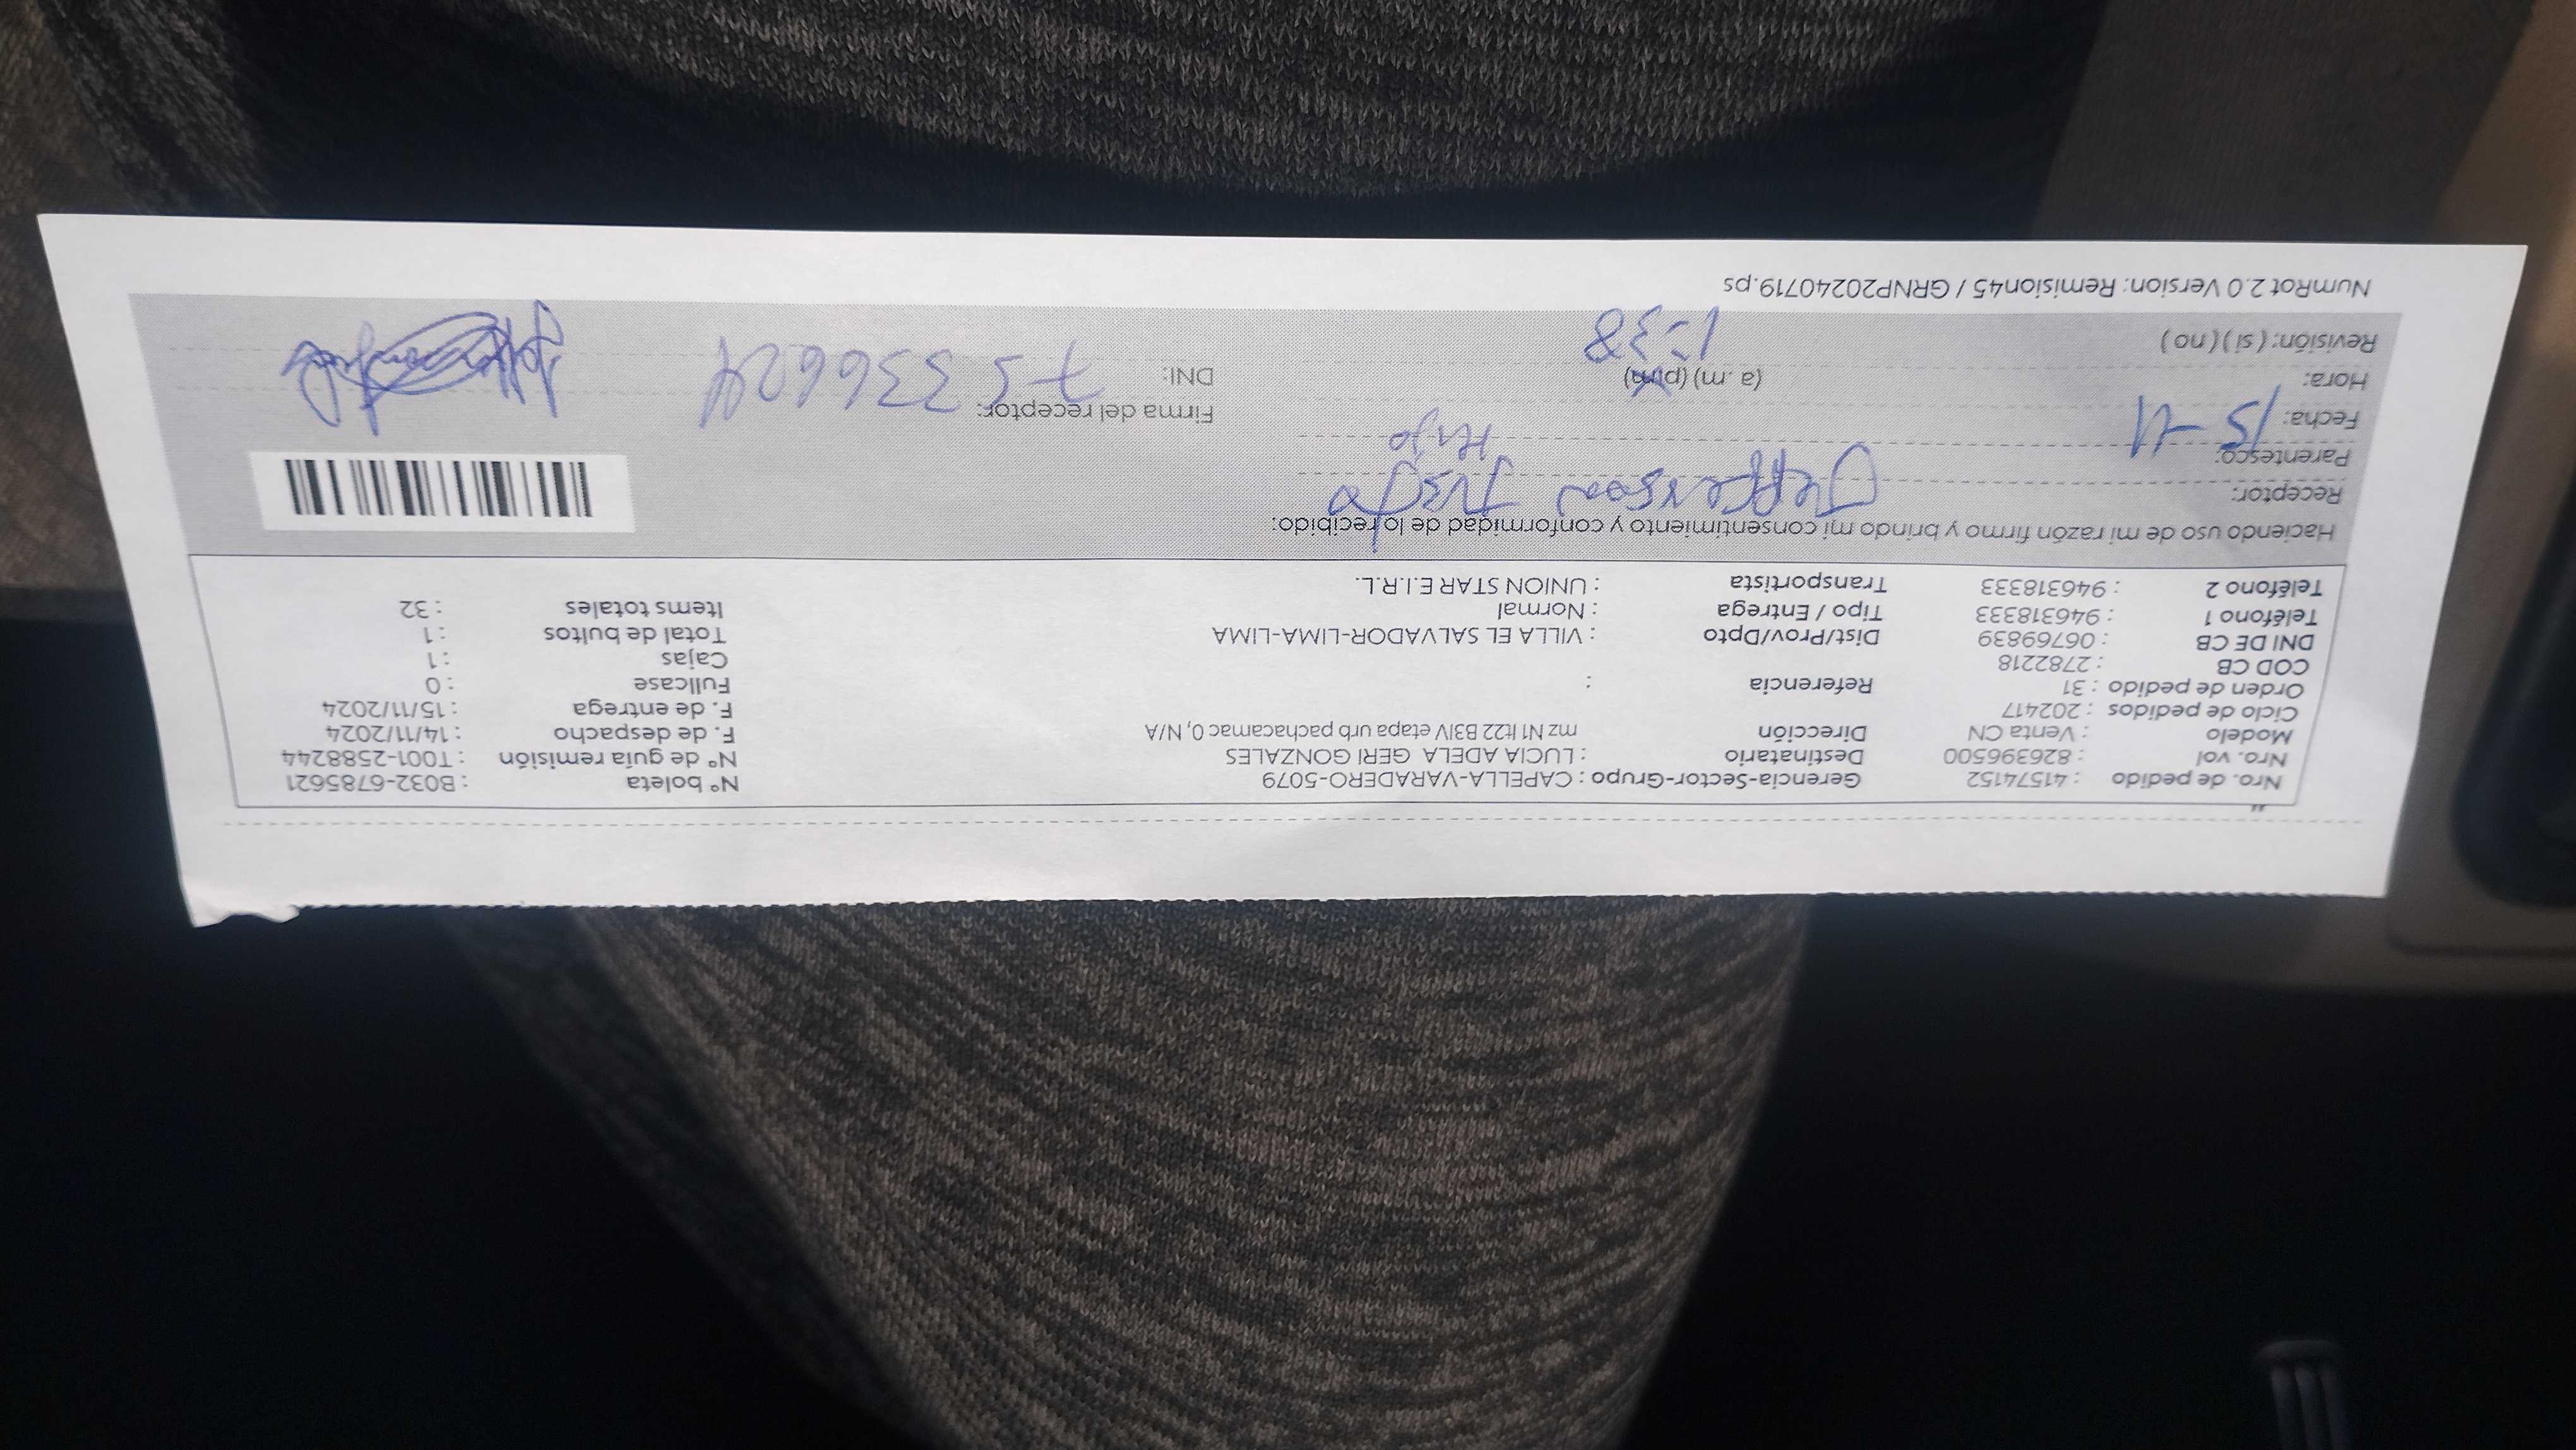 Nro. de pedido : 41574152 Gerencia-Sector-Grupo : CAPELLA-VARADERO-5079 N° boleta : B032-6785621
Nro. vol : 826396500 Destinatario : LUCIA ADELA GERI GONZALES N° de guia remisión : T001-2588244
Modelo : Venta CN Dirección mz N1 lt22 B3IV etapa urb pachacamac 0, N/A F. de despacho : 14/11/2024
Ciclo de pedidos : 202417 F. de entrega : 15/11/2024
Orden de pedido : 31 Referencia : Fullcase : 0
COD CB : 2782218 Cajas : 1
DNI DE CB : 06769839 Dist/Prov/Dpto : VILLA EL SALVADOR-LIMA-LIMA Total de bultos : 1
Teléfono 1 : 946318333 Tipo / Entrega : Normal Items totales : 32
Teléfono 2 : 946318333 Transportista : UNION STAR E.I.R.L.
Haciendo uso de mi razón firmo y brindo mi consentimiento y conformidad de lo recibido:
Receptor: Jefferson
Parentesco: Hijo
Fecha: 15-11 Firma del receptor:
Hora: (a. m) (p.m) DNI: 75336624
1:38
Revisión: ( si ) ( no )
NumRot 2.0 Version: Remision45 / GRNP20240719.ps